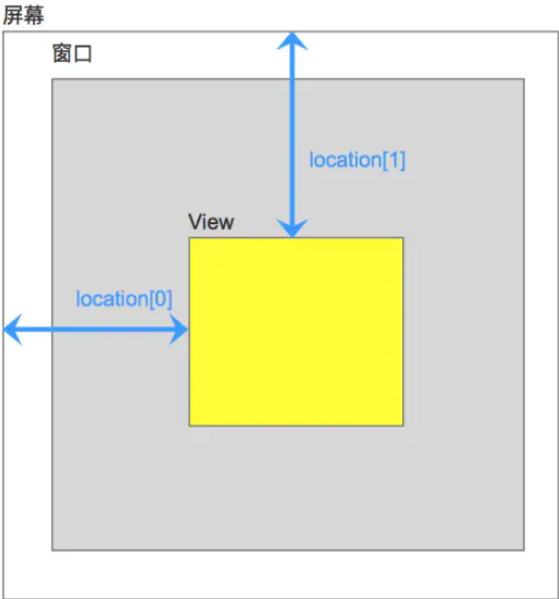 屏幕
窗口
location[1]
View
location[0]